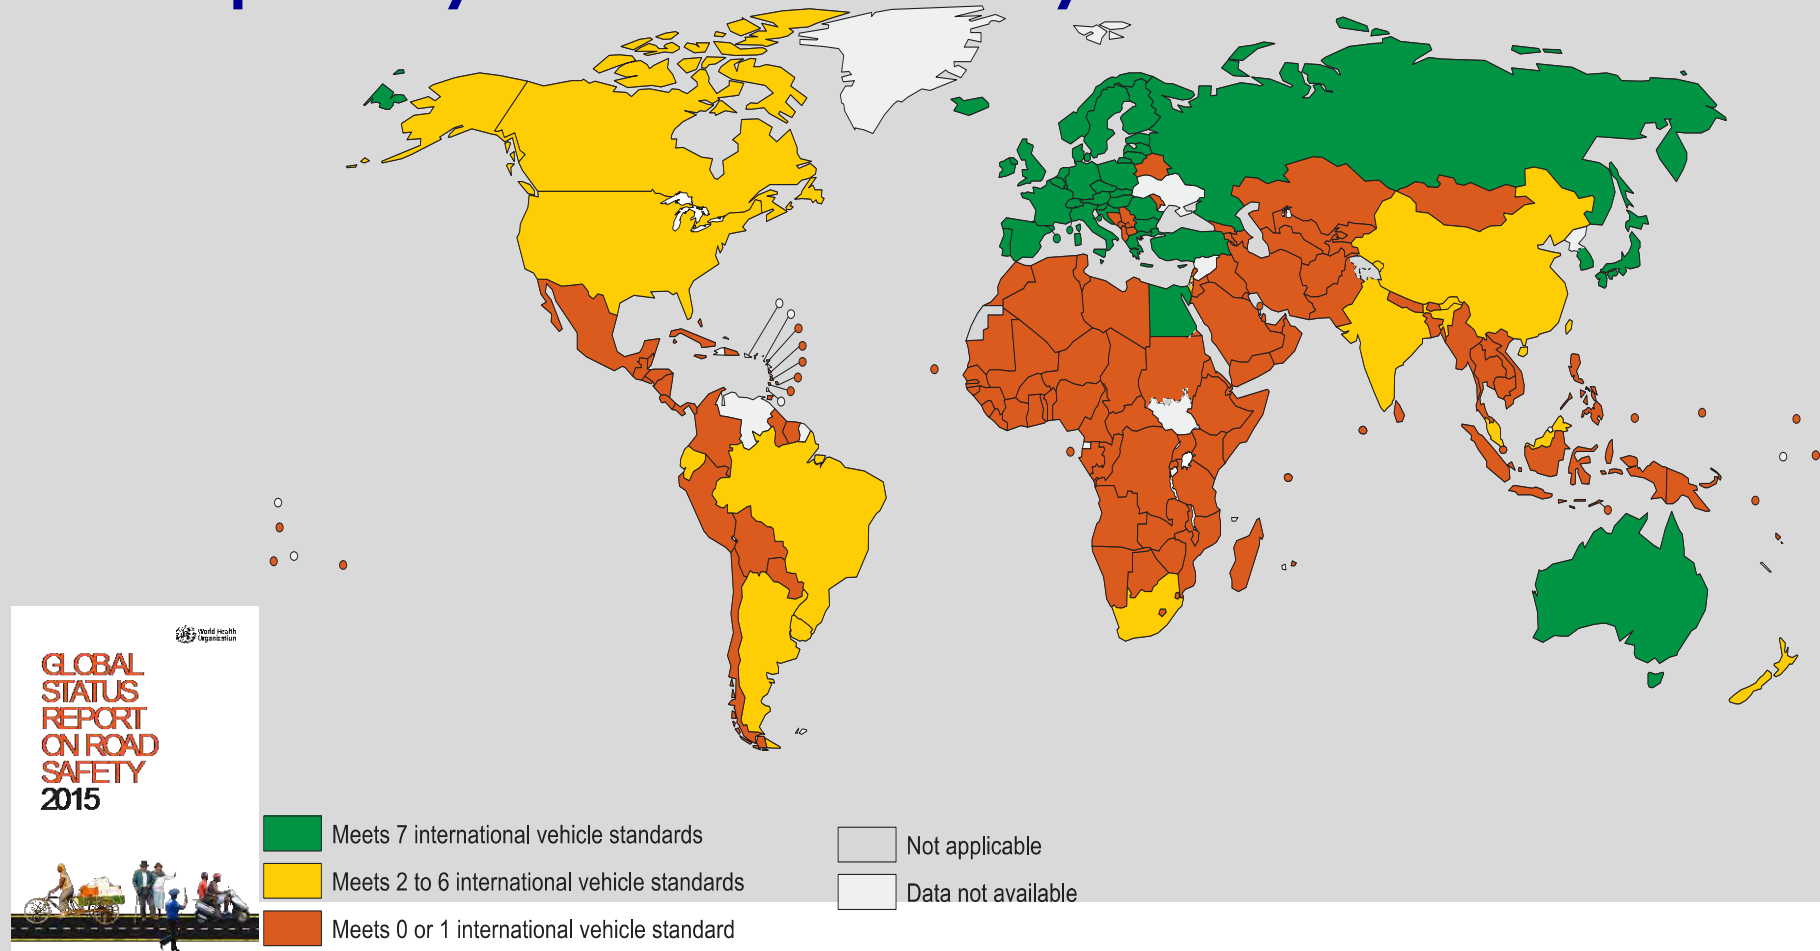 World Health
Organization
GLOBAL
STATUS
REPORT
ON ROAD
SAFETY
2015
Meets 7 international vehicle standards
Meets 2 to 6 international vehicle standards
Meets 0 or 1 international vehicle standard
Not applicable
Data not available